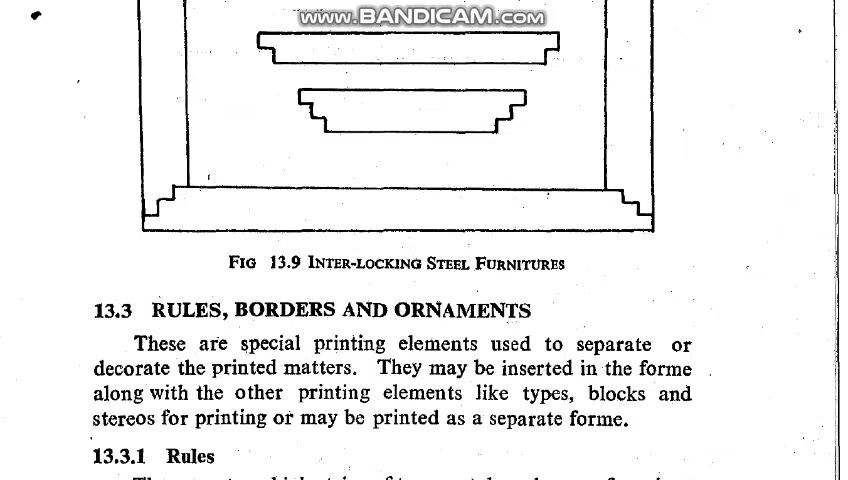 www.BANDICAM.com
FIG 13.9 INTER-LOCKING STEEL FURNITURES
13.3 RULES, BORDERS AND ORNAMENTS
These are special printing elements used to separate or
decorate the printed matters. They may be inserted in the forme
along with the other printing elements like types, blocks and
stereos for printing or may be printed as a separate forme.
13.3.1 Rules